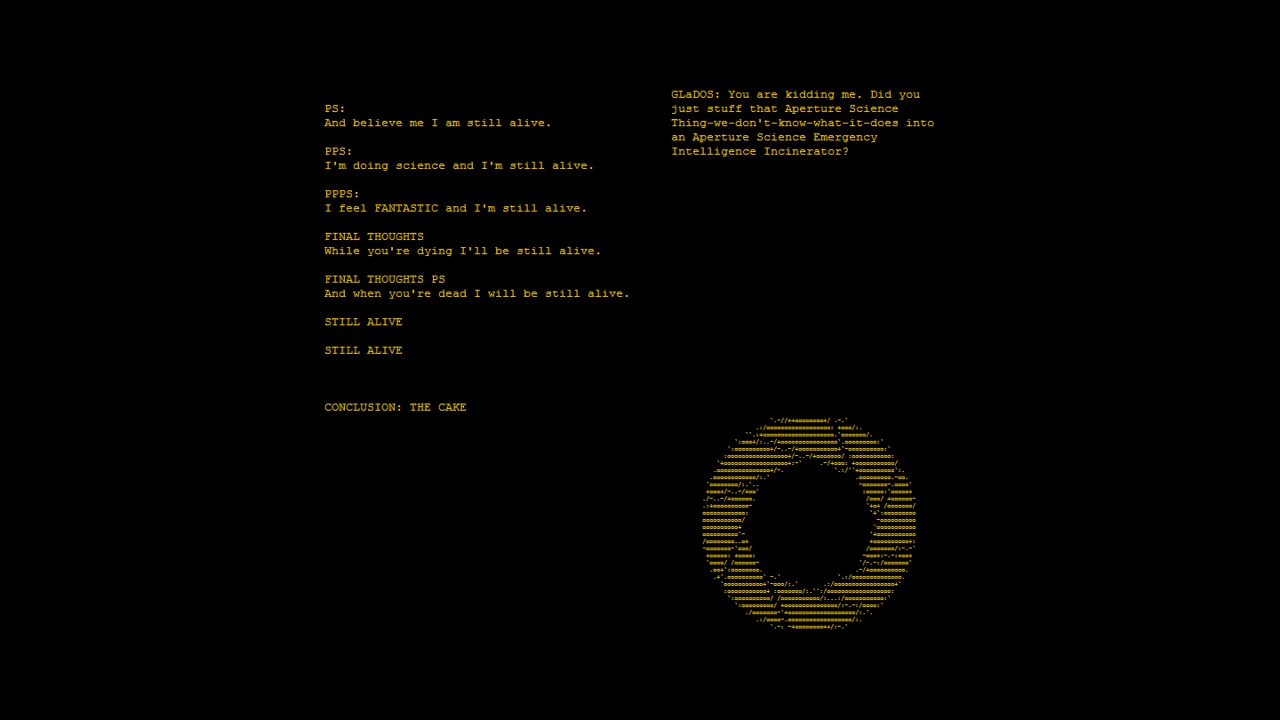 PS:
And believe me I am still alive.
PPS:
I'm doing science and I'm still alive.
PPPS:
I feel FANTASTIC and I'm still alive.
FINAL THOUGHTS
While you're dying I'll be still alive.
FINAL THOUGHTS PS
And when you're dead I will be still alive.
STILL ALIVE
STILL ALIVE
CONCLUSION: THE CAKE
GLaDOS: You are kidding me. Did you
just stuff that Aperture Science
Thing-we-don't-know-what-it-does into
an Aperture Science Emergency
Intelligence Incinerator?